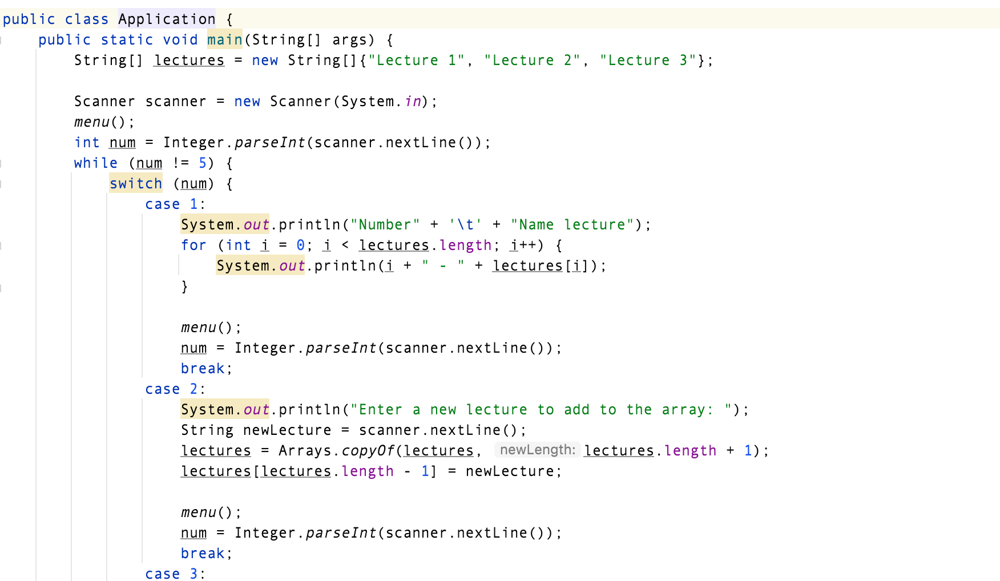 public class Application {
    public static void main(String[] args) {
        String[] lectures = new String[]{"Lecture 1", "Lecture 2", "Lecture 3"};

        Scanner scanner = new Scanner(System.in);
        menu();
        int num = Integer.parseInt(scanner.nextLine());
        while (num != 5) {
            switch (num) {
                case 1:
                    System.out.println("Number" + '\t' + "Name lecture");
                    for (int i = 0; i < lectures.length; i++) {
                        System.out.println(i + " - " + lectures[i]);
                    }

                    menu();
                    num = Integer.parseInt(scanner.nextLine());
                    break;
                case 2:
                    System.out.println("Enter a new lecture to add to the array: ");
                    String newLecture = scanner.nextLine();
                    lectures = Arrays.copyOf(lectures, newLength: lectures.length + 1);
                    lectures[lectures.length - 1] = newLecture;

                    menu();
                    num = Integer.parseInt(scanner.nextLine());
                    break;
                case 3: